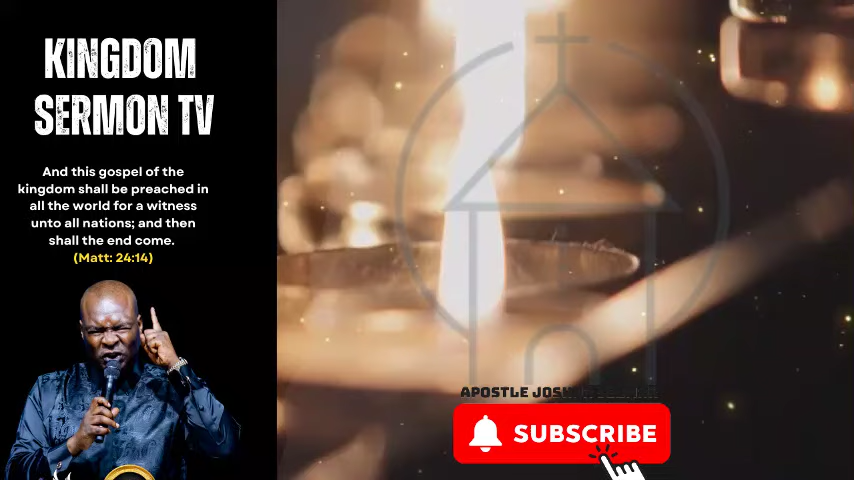 KINGDOM
SERMON TV
And this gospel of the
kingdom shall be preached in
all the world for a witness
unto all nations; and then
shall the end come.
(Matt: 24:14)
APOSTLE
SUBSCRIBE